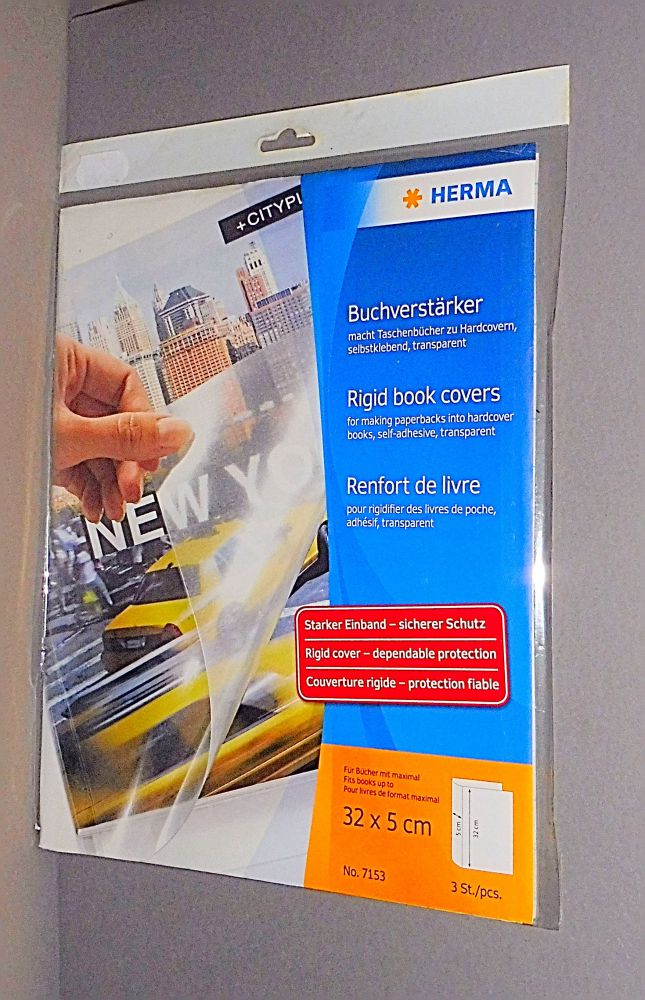 +CITYPL
HERMA
Buchverstärker
macht Taschenbücher zu Hardcovern,
selbstklebend, transparent
Rigid book covers
for making paperbacks into hardcover
books, self-adhesive, transparent
Renfort de livre
pour rigidifier des livres de poche,
adhésif, transparent
NEW YO
Starker Einband – sicherer Schutz
Rigid cover – dependable protection
Couverture rigide – protection fiable
Für Bücher mit maximal
Fits books up to
Pour livres de format maximal
32 x 5 cm
5 cm
32 cm
No. 7153
3 St./pcs.